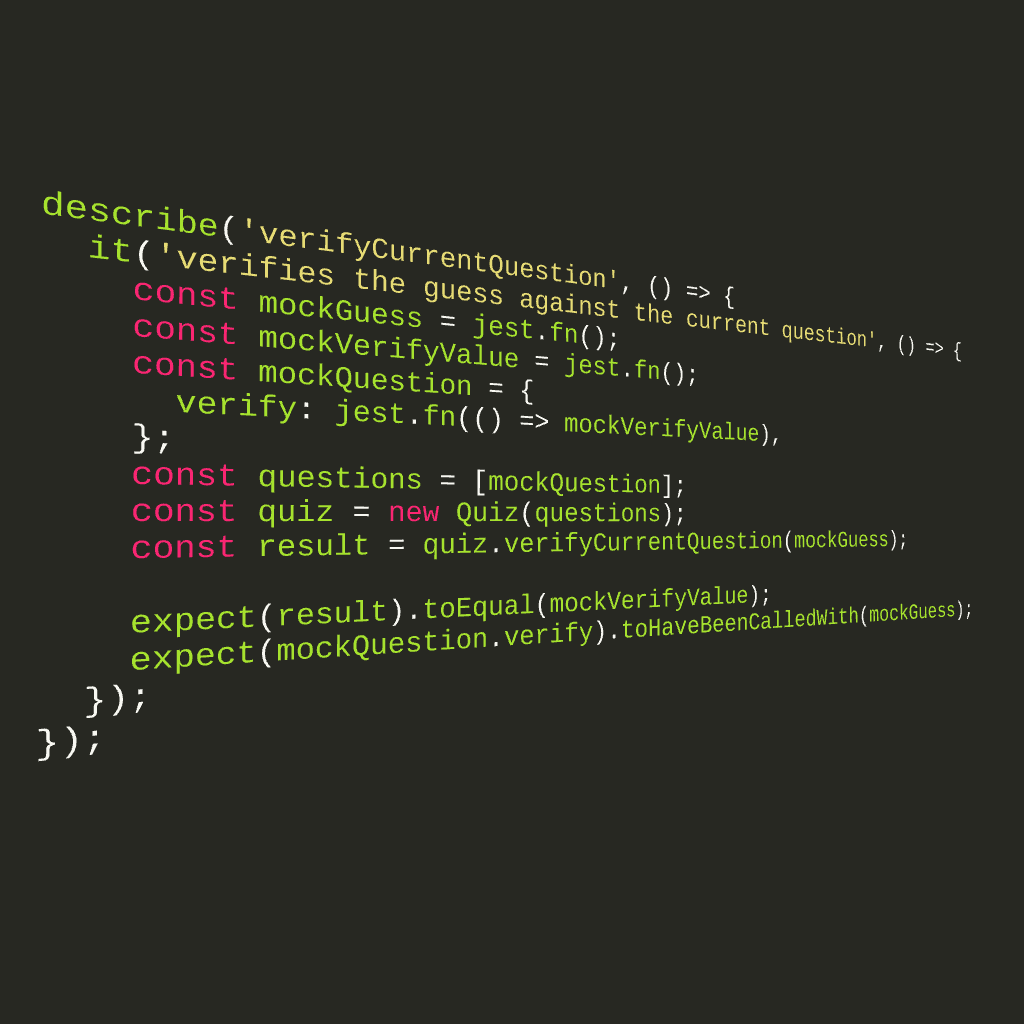 describe('verifyCurrentQuestion', () => {
  it('verifies the guess against the current question', () => {
    const mockGuess = jest.fn();
    const mockVerifyValue = jest.fn();
    const mockQuestion = {
      verify: jest.fn(() => mockVerifyValue),
    };
    const questions = [mockQuestion];
    const quiz = new Quiz(questions);
    const result = quiz.verifyCurrentQuestion(mockGuess);

    expect(result).toEqual(mockVerifyValue);
    expect(mockQuestion.verify).toHaveBeenCalledWith(mockGuess);
  });
});